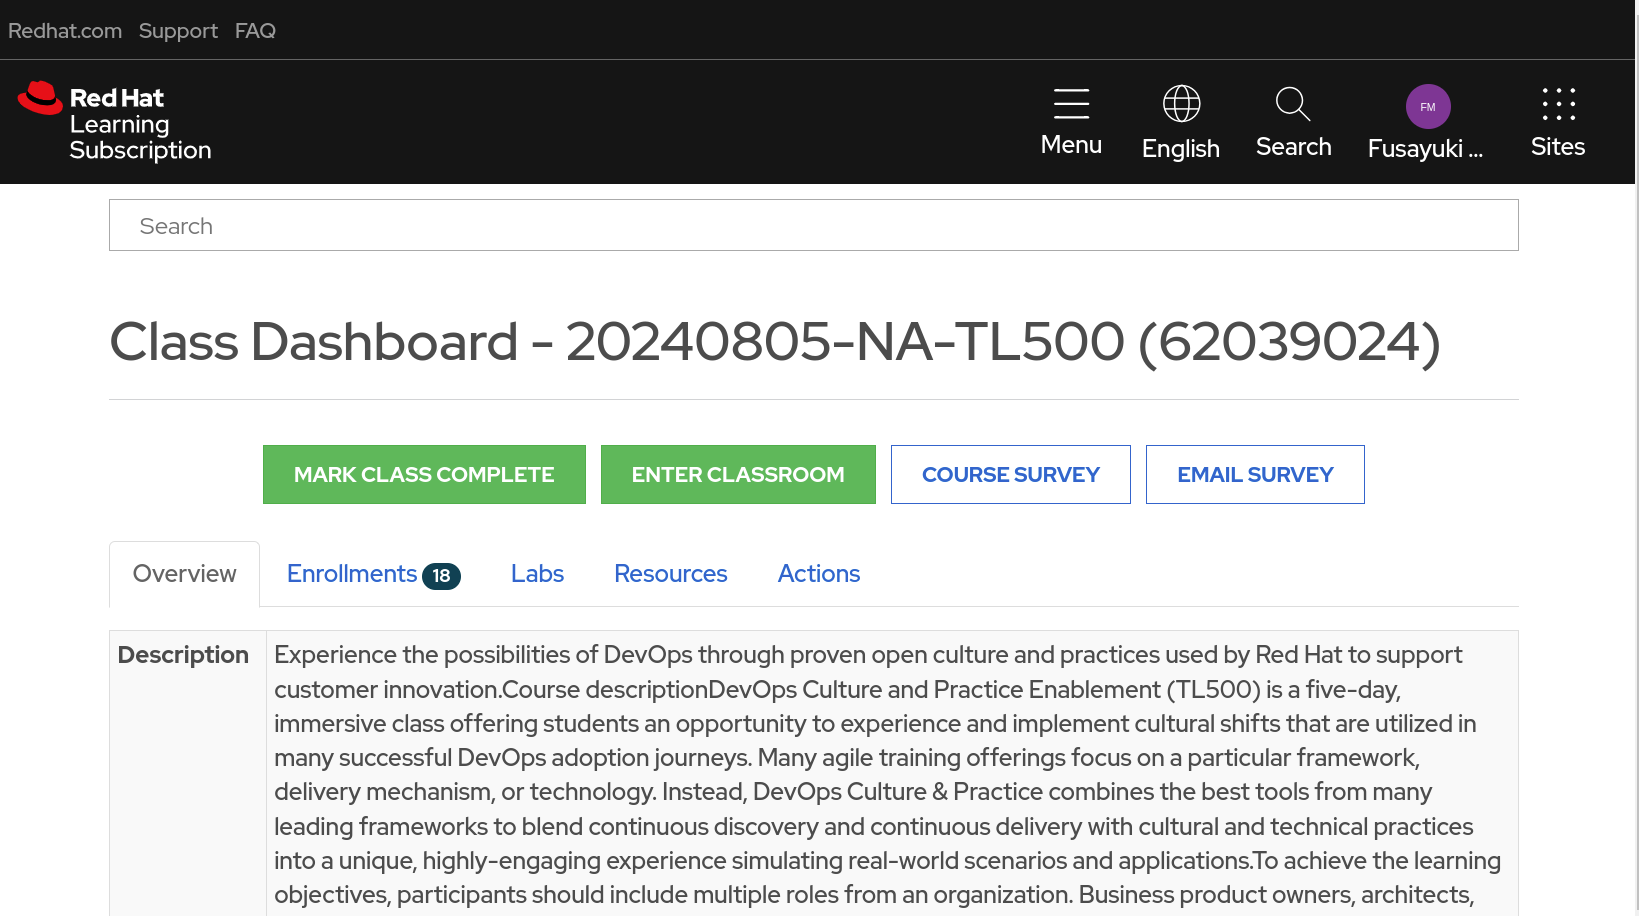 Redhat.com Support FAQ
Red Hat
Learning
Subscription
Menu
English
Search
FM
Fusayuki ...
Sites
Search
Class Dashboard - 20240805-NA-TL500 (62039024)
MARK CLASS COMPLETE ENTER CLASSROOM COURSE SURVEY EMAIL SURVEY
Overview Enrollments 18 Labs Resources Actions
Description
Experience the possibilities of DevOps through proven open culture and practices used by Red Hat to support
customer innovation.Course descriptionDevOps Culture and Practice Enablement (TL500) is a five-day,
immersive class offering students an opportunity to experience and implement cultural shifts that are utilized in
many successful DevOps adoption journeys. Many agile training offerings focus on a particular framework,
delivery mechanism, or technology. Instead, DevOps Culture & Practice combines the best tools from many
leading frameworks to blend continuous discovery and continuous delivery with cultural and technical practices
into a unique, highly-engaging experience simulating real-world scenarios and applications.To achieve the learning
objectives, participants should include multiple roles from an organization. Business product owners, architects,